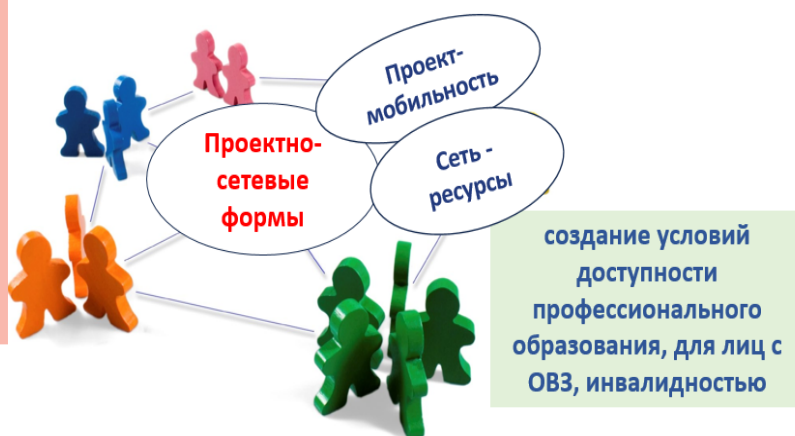 Проект-
мобильность
Проектно-
сетевые
формы
Сеть -
ресурсы
создание условий
доступности
профессионального
образования, для лиц с
ОВЗ, инвалидностью